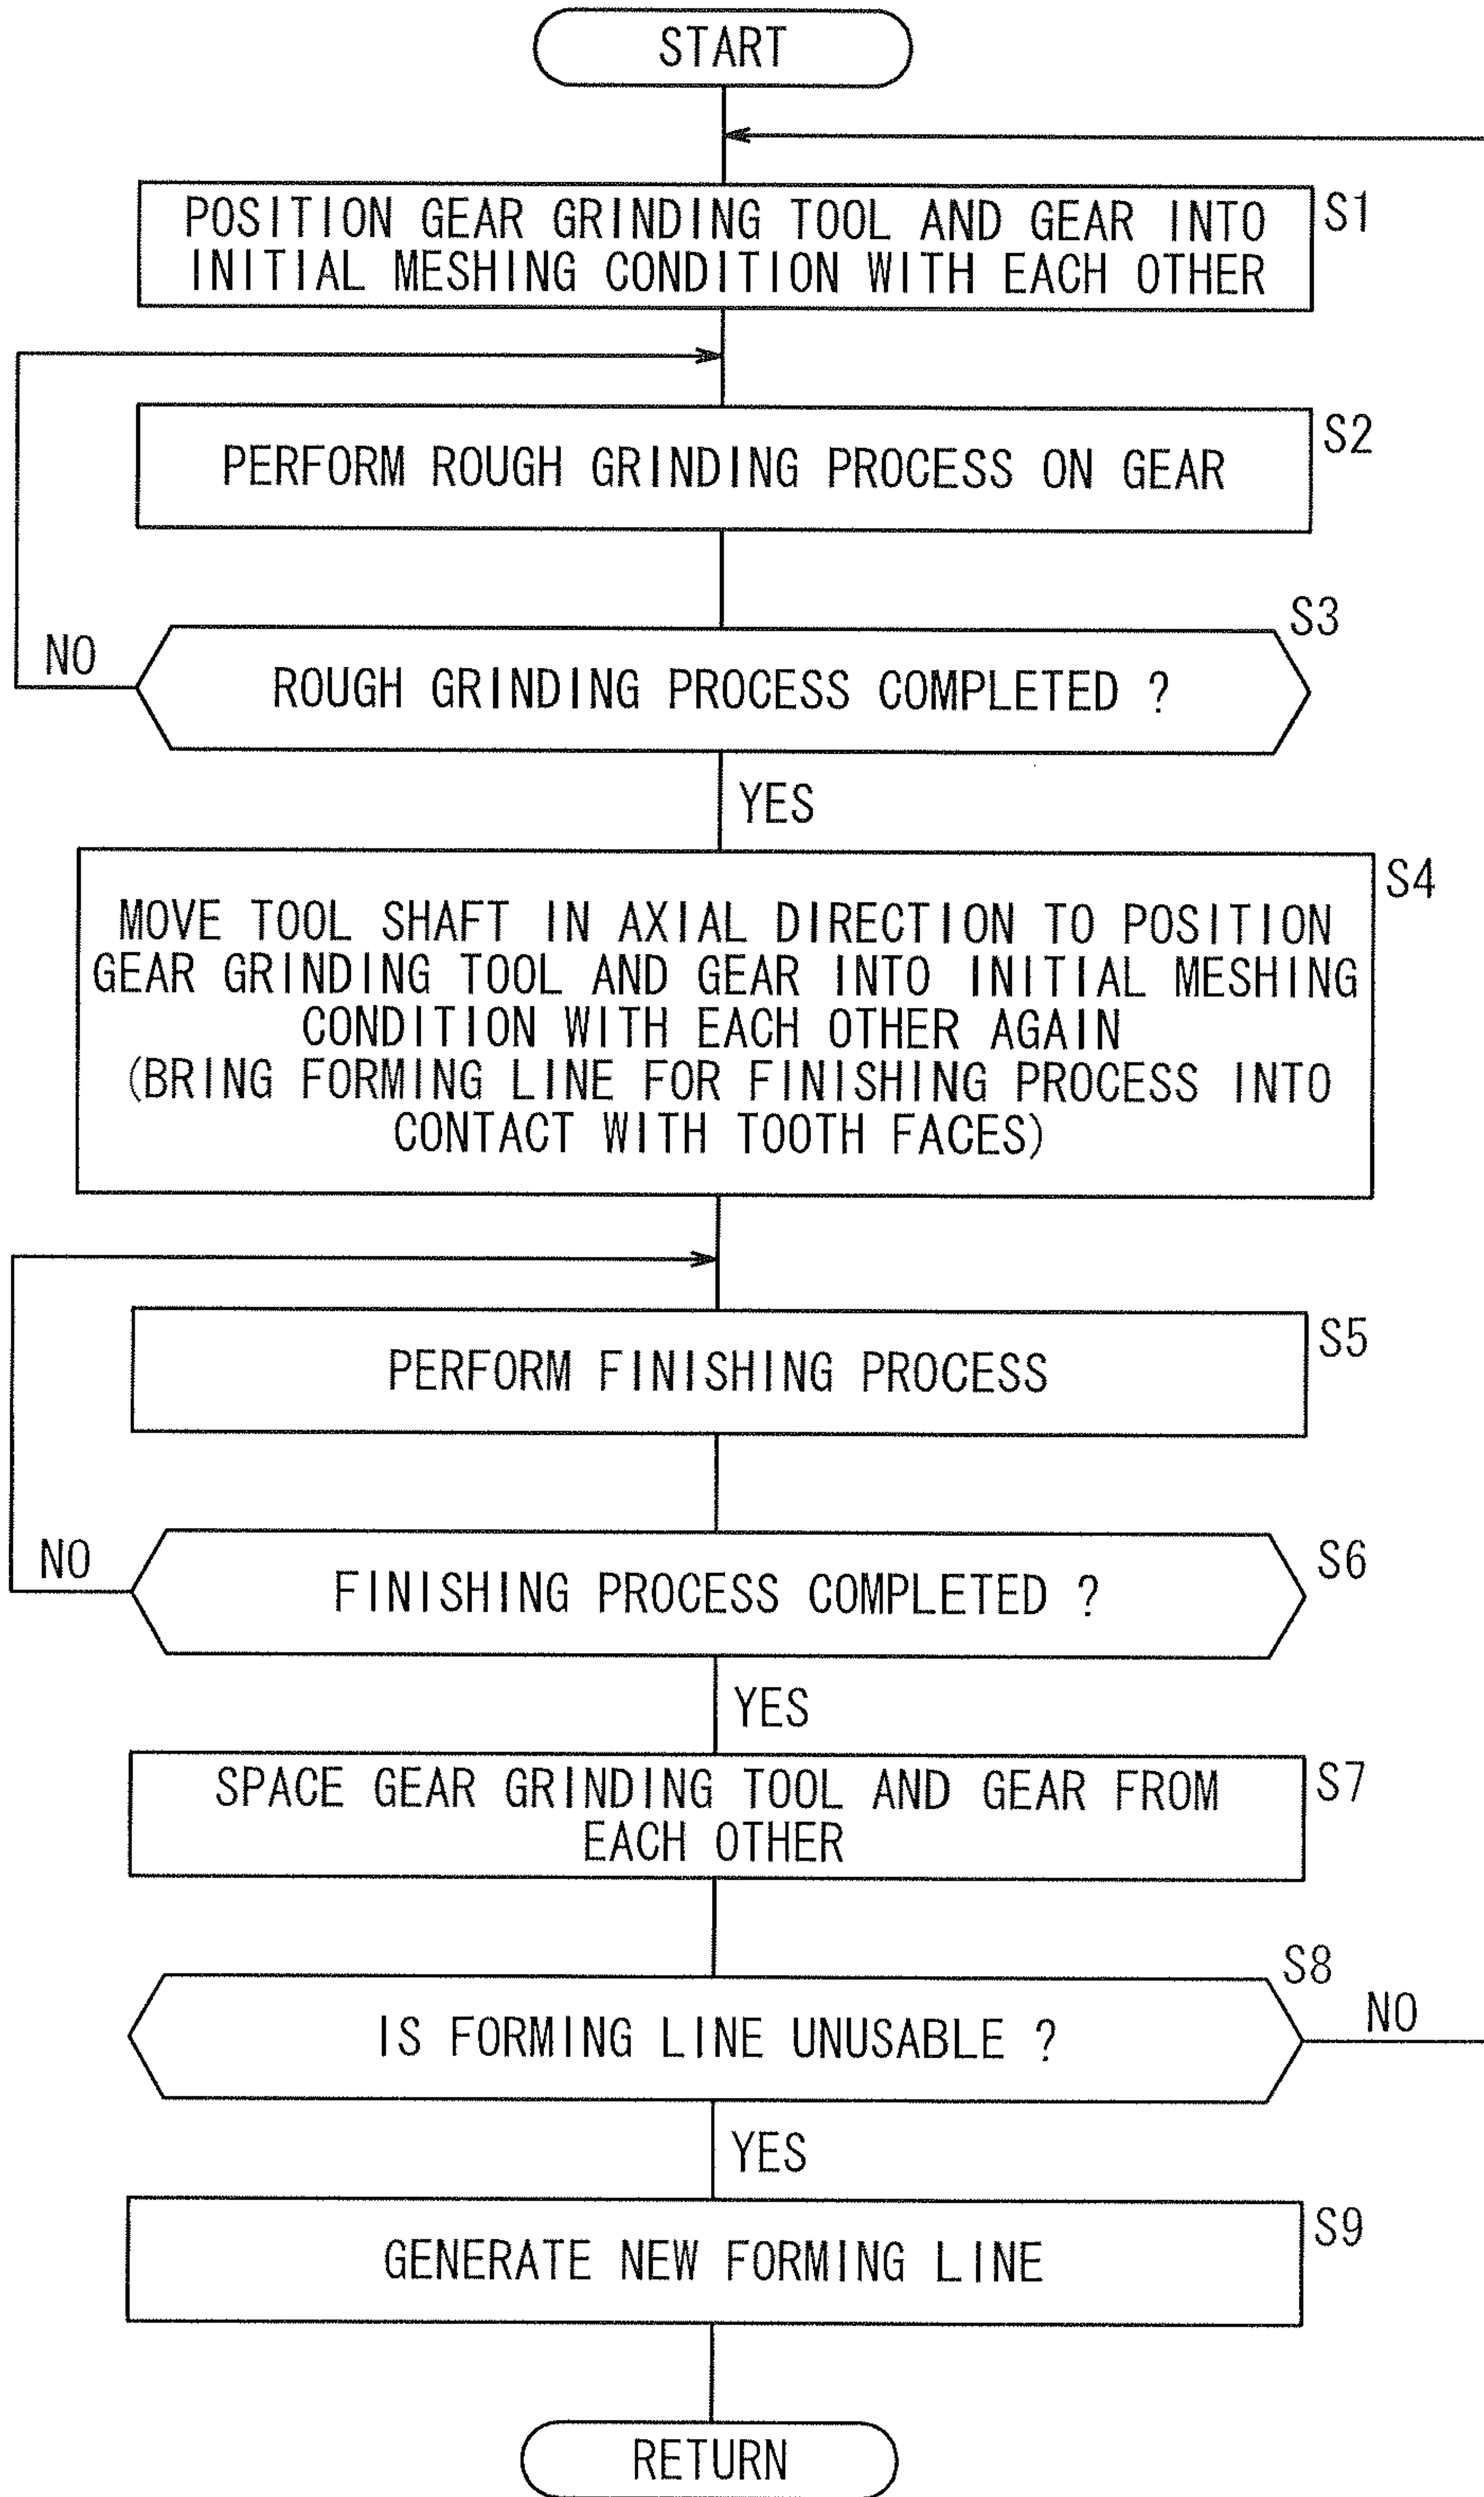 START
POSITION GEAR GRINDING TOOL AND GEAR INTO
INITIAL MESHING CONDITION WITH EACH OTHER
S1
PERFORM ROUGH GRINDING PROCESS ON GEAR
S2
ROUGH GRINDING PROCESS COMPLETED ?
S3
NO
YES
MOVE TOOL SHAFT IN AXIAL DIRECTION TO POSITION
GEAR GRINDING TOOL AND GEAR INTO INITIAL MESHING
CONDITION WITH EACH OTHER AGAIN
(BRING FORMING LINE FOR FINISHING PROCESS INTO
CONTACT WITH TOOTH FACES)
S4
PERFORM FINISHING PROCESS
S5
FINISHING PROCESS COMPLETED ?
S6
NO
YES
SPACE GEAR GRINDING TOOL AND GEAR FROM
EACH OTHER
S7
IS FORMING LINE UNUSABLE ?
S8
NO
YES
GENERATE NEW FORMING LINE
S9
RETURN